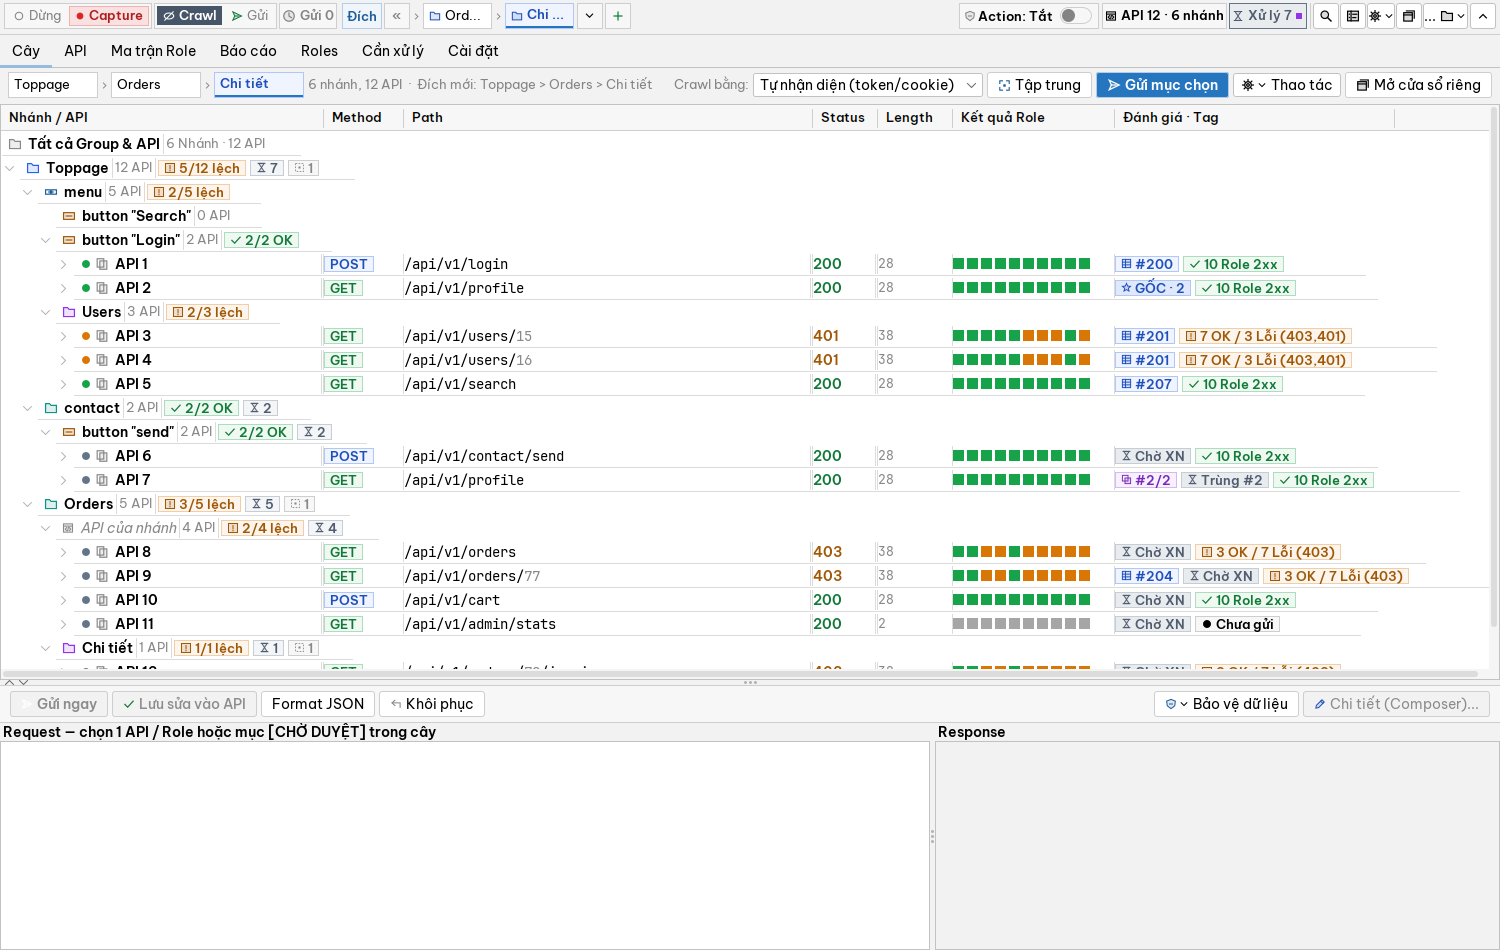 Dừng Capture Crawl Gửi Gửi 0 Đích « › Ord... › Chi ... + Action: Tắt API 12 · 6 nhánh Xử lý 7 ...
Cây API Ma trận Role Báo cáo Roles Cần xử lý Cài đặt
Toppage › Orders › Chi tiết 6 nhánh, 12 API · Đích mới: Toppage > Orders > Chi tiết Crawl bằng: Tự nhận diện (token/cookie) Tập trung Gửi mục chọn Thao tác Mở cửa sổ riêng
Nhánh / API Method Path Status Length Kết quả Role Đánh giá · Tag
Tất cả Group & API 6 Nhánh · 12 API
Toppage 12 API 5/12 lệch 7 1
menu 5 API 2/5 lệch
button "Search" 0 API
button "Login" 2 API 2/2 OK
API 1 POST /api/v1/login 200 28 #200 10 Role 2xx
API 2 GET /api/v1/profile 200 28 GỐC · 2 10 Role 2xx
Users 3 API 2/3 lệch
API 3 GET /api/v1/users/15 401 38 #201 7 OK / 3 Lỗi (403,401)
API 4 GET /api/v1/users/16 401 38 #201 7 OK / 3 Lỗi (403,401)
API 5 GET /api/v1/search 200 28 #207 10 Role 2xx
contact 2 API 2/2 OK 2
button "send" 2 API 2/2 OK 2
API 6 POST /api/v1/contact/send 200 28 Chờ XN 10 Role 2xx
API 7 GET /api/v1/profile 200 28 #2/2 Trùng #2 10 Role 2xx
Orders 5 API 3/5 lệch 5 1
API của nhánh 4 API 2/4 lệch 4
API 8 GET /api/v1/orders 403 38 Chờ XN 3 OK / 7 Lỗi (403)
API 9 GET /api/v1/orders/77 403 38 #204 Chờ XN 3 OK / 7 Lỗi (403)
API 10 POST /api/v1/cart 200 28 Chờ XN 10 Role 2xx
API 11 GET /api/v1/admin/stats 200 2 Chờ XN Chưa gửi
Chi tiết 1 API 1/1 lệch 1 1
Gửi ngay Lưu sửa vào API Format JSON Khôi phục Bảo vệ dữ liệu Chi tiết (Composer)...
Request — chọn 1 API / Role hoặc mục [CHỜ DUYỆT] trong cây Response